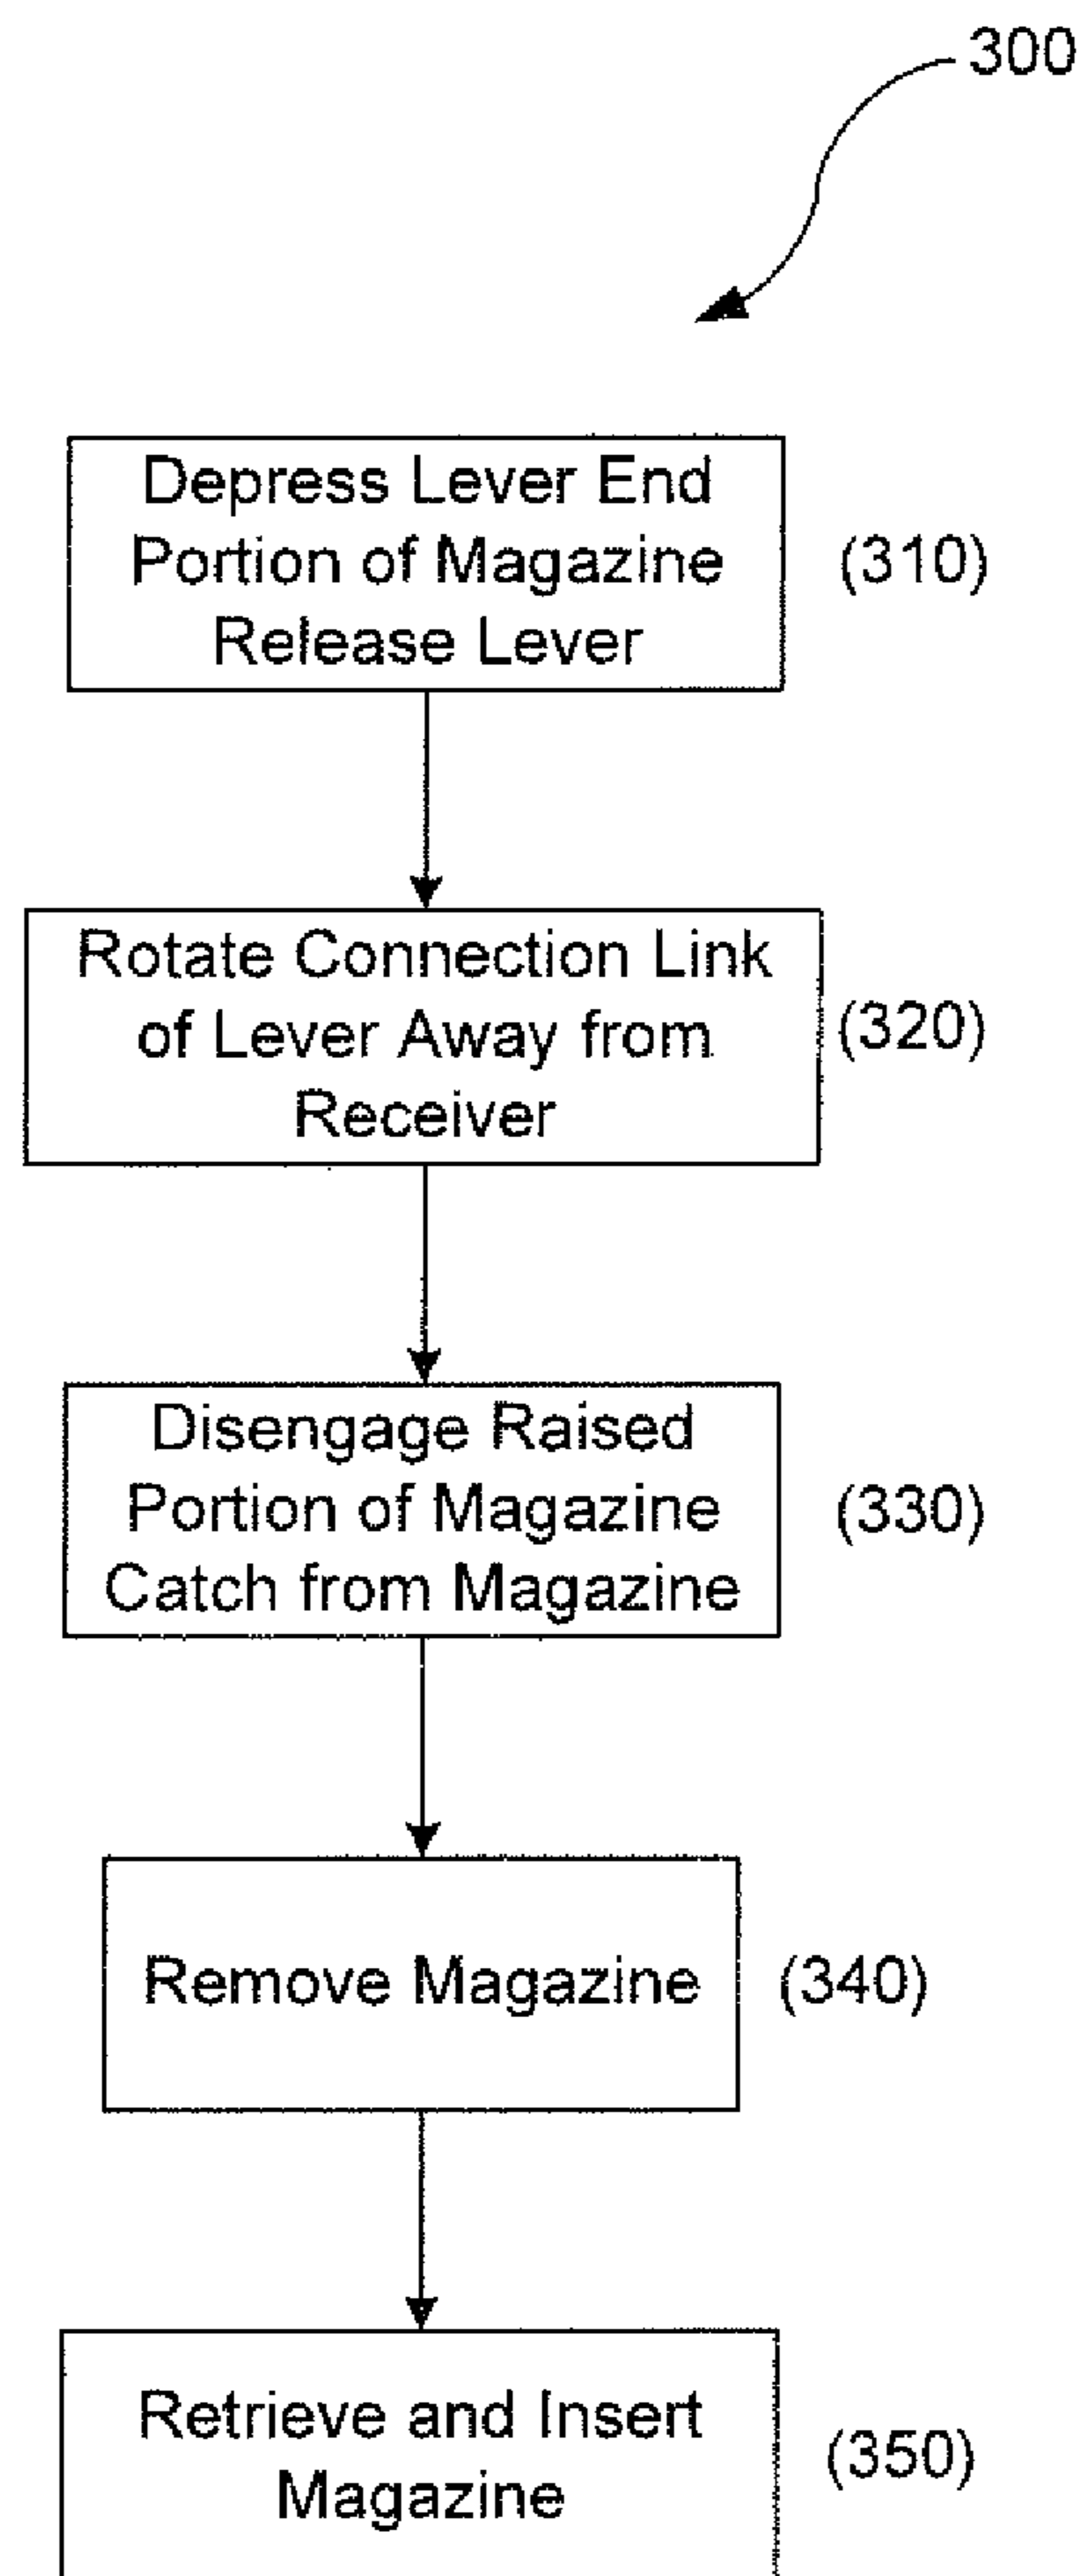 300
Depress Lever End
Portion of Magazine
Release Lever
(310)
Rotate Connection Link
of Lever Away from
Receiver
(320)
Disengage Raised
Portion of Magazine
Catch from Magazine
(330)
Remove Magazine
(340)
Retrieve and Insert
Magazine
(350)